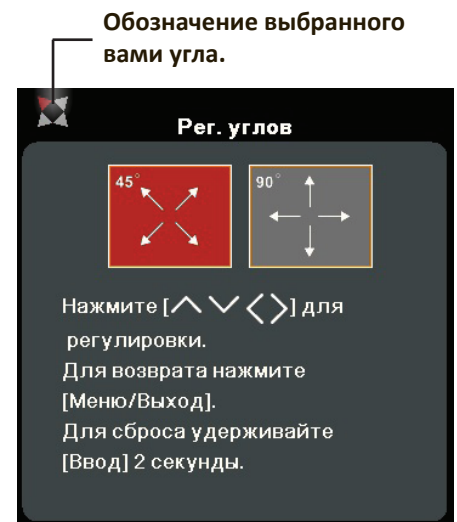 Обозначение выбранного
вами угла.
Рег. углов
45° 90°
Нажмите [∧∨<>] для
регулировки.
Для возврата нажмите
[Меню/Выход].
Для сброса удерживайте
[Ввод] 2 секунды.